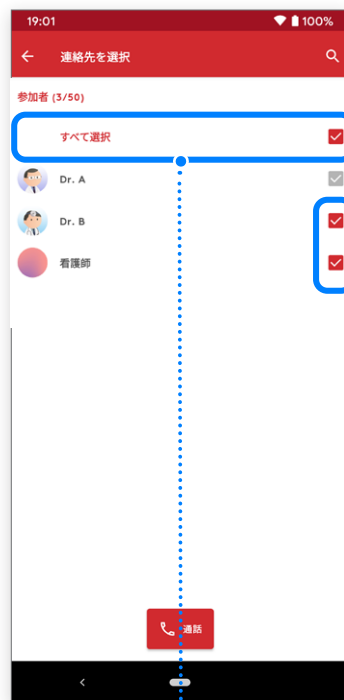 19:01 100%
連絡先を選択
参加者 (3/50)
すべて選択
Dr. A
Dr. B
看護師
通話